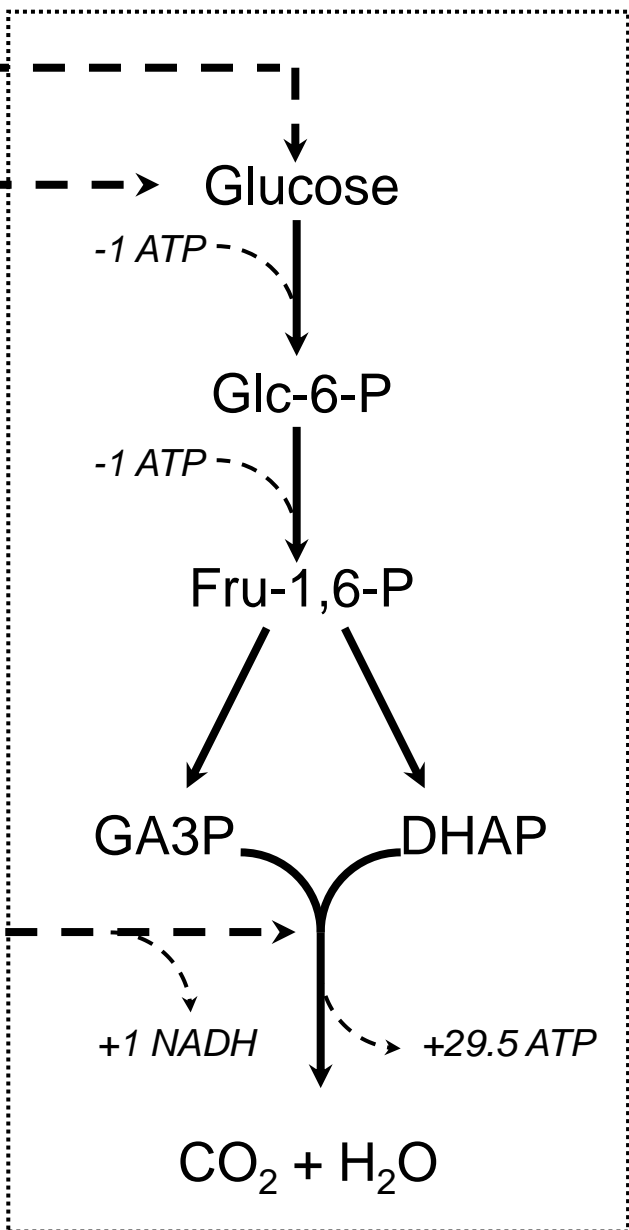 Glucose
-1 ATP
Glc-6-P
-1 ATP
Fru-1,6-P
GA3P DHAP
+1 NADH +29.5 ATP
CO₂ + H₂O